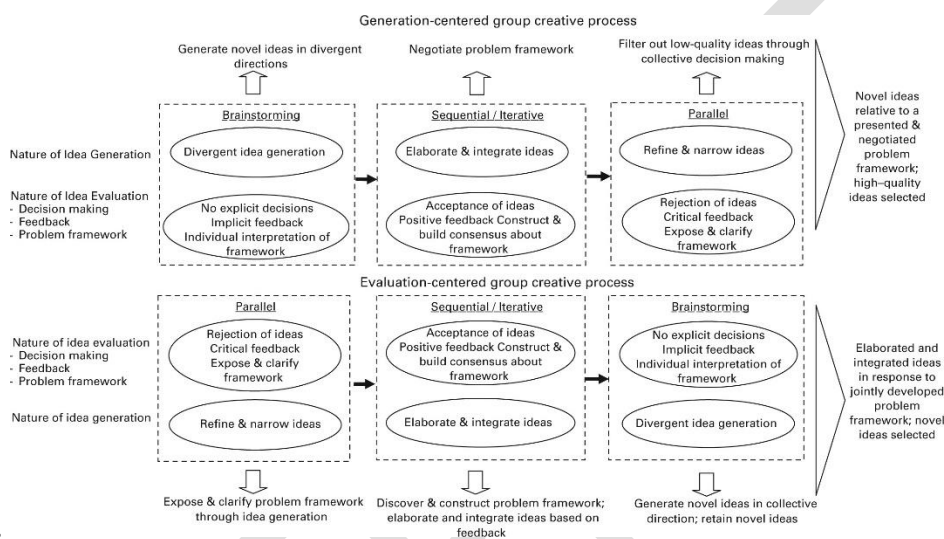 Generation-centered group creative process
Generate novel ideas in divergent
directions
Negotiate problem framework
Filter out low-quality ideas through
collective decision making
Brainstorming
Sequential / Iterative
Parallel
Nature of Idea Generation
Divergent idea generation
Elaborate & integrate ideas
Refine & narrow ideas
Nature of Idea Evaluation
- Decision making
- Feedback
- Problem framework
No explicit decisions
Implicit feedback
Individual interpretation of
framework
Acceptance of ideas
Positive feedback Construct &
build consensus about
framework
Rejection of ideas
Critical feedback
Expose & clarify
framework
Novel ideas
relative to a
presented &
negotiated
problem
framework;
high–quality
ideas selected
Evaluation-centered group creative process
Parallel
Sequential / Iterative
Brainstorming
Nature of idea evaluation
- Decision making
- Feedback
- Problem framework
Rejection of ideas
Critical feedback
Expose & clarify
framework
Acceptance of ideas
Positive feedback Construct &
build consensus about
framework
No explicit decisions
Implicit feedback
Individual interpretation of
framework
Nature of idea generation
Refine & narrow ideas
Elaborate & integrate ideas
Divergent idea generation
Elaborated and
integrated ideas
in response to
jointly developed
problem
framework; novel
ideas selected
Expose & clarify problem framework
through idea generation
Discover & construct problem framework;
elaborate and integrate ideas based on
feedback
Generate novel ideas in collective
direction; retain novel ideas